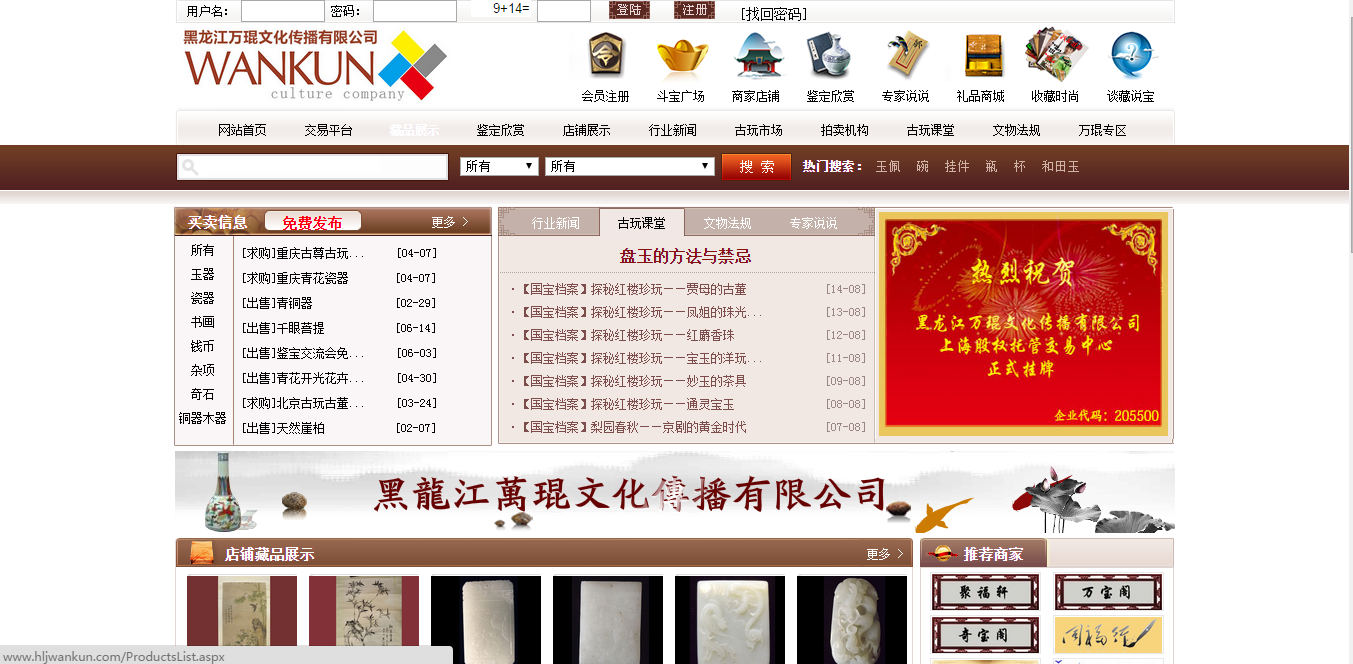 用户名： 密码： 9+14= 登陆 注册 [找回密码]
黑龙江万琨文化传播有限公司
WANKUN
culture company
会员注册 斗宝广场 商家店铺 鉴定欣赏 专家说说 礼品商城 收藏时尚 谈藏说宝
网站首页 交易平台 藏品展示 鉴定欣赏 店铺展示 行业新闻 古玩市场 拍卖机构 古玩课堂 文物法规 万琨专区
所有 所有 搜 索 热门搜索： 玉佩 碗 挂件 瓶 杯 和田玉
买卖信息 免费发布 更多
所有
玉器
瓷器
书画
钱币
杂项
奇石
铜器木器
[求购]重庆古尊古玩... [04-07]
[求购]重庆青花瓷器 [04-07]
[出售]青铜器 [02-29]
[出售]千眼菩提 [06-14]
[出售]鉴宝交流会免... [06-03]
[出售]青花开光花卉... [04-30]
[求购]北京古玩古董... [03-24]
[出售]天然崖柏 [02-07]
行业新闻 古玩课堂 文物法规 专家说说
盘玉的方法与禁忌
·【国宝档案】探秘红楼珍玩——贾母的古董 [14-08]
·【国宝档案】探秘红楼珍玩——凤姐的珠光... [13-08]
·【国宝档案】探秘红楼珍玩——红麝香珠 [12-08]
·【国宝档案】探秘红楼珍玩——宝玉的洋玩... [11-08]
·【国宝档案】探秘红楼珍玩——妙玉的茶具 [09-08]
·【国宝档案】探秘红楼珍玩——通灵宝玉 [08-08]
·【国宝档案】梨园春秋——京剧的黄金时代 [07-08]
热烈祝贺
黑龙江万琨文化传播有限公司
上海股权托管交易中心
正式挂牌
企业代码：205500
黑龍江萬琨文化傳播有限公司
店铺藏品展示 更多
推荐商家
聚福轩 万宝阁
奇宝阁
www.hljwankun.com/ProductsList.aspx